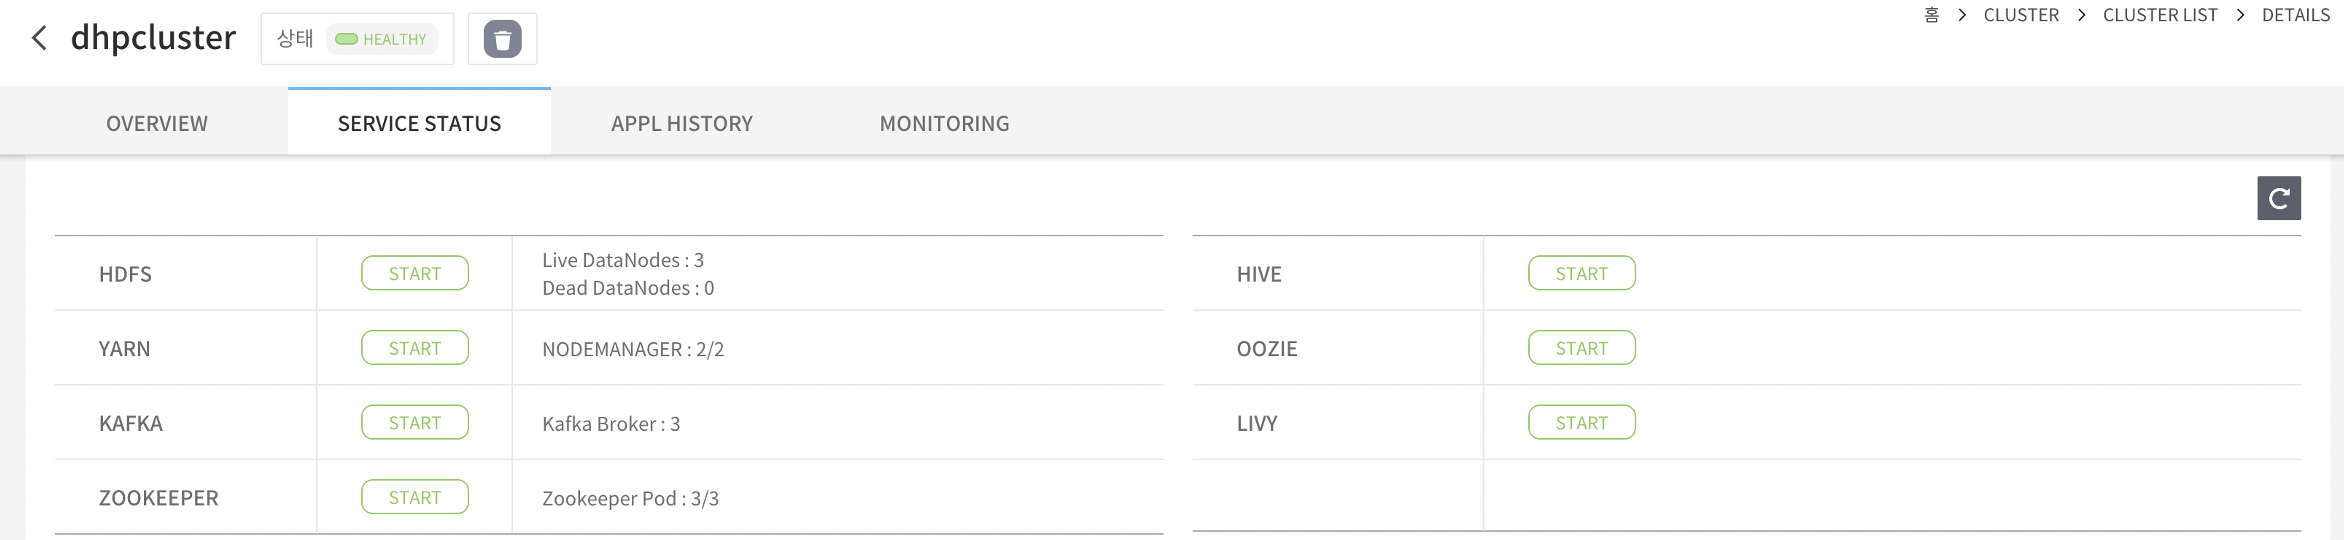 dhpcluster
상태 HEALTHY
홈 > CLUSTER > CLUSTER LIST > DETAILS
OVERVIEW
SERVICE STATUS
APPL HISTORY
MONITORING
HDFS
START
Live DataNodes : 3
Dead DataNodes : 0
YARN
START
NODEMANAGER : 2/2
KAFKA
START
Kafka Broker : 3
ZOOKEEPER
START
Zookeeper Pod : 3/3
HIVE
START
OOZIE
START
LIVY
START